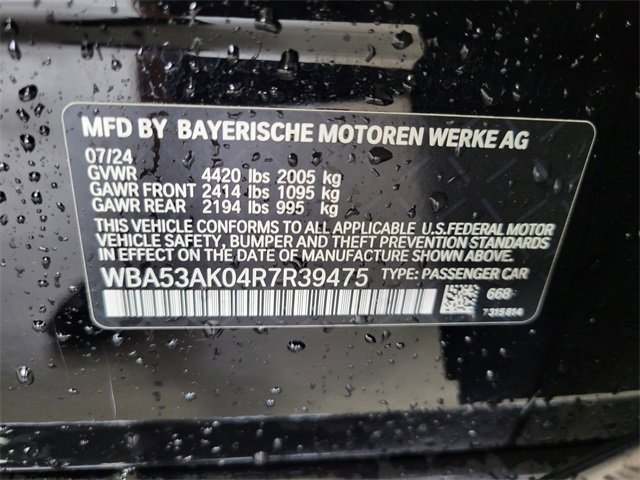 MFD BY BAYERISCHE MOTOREN WERKE AG
07/24
GVWR 4420 lbs 2005 kg
GAWR FRONT 2414 lbs 1095 kg
GAWR REAR 2194 lbs 995 kg
THIS VEHICLE CONFORMS TO ALL APPLICABLE U.S.FEDERAL MOTOR
VEHICLE SAFETY, BUMPER AND THEFT PREVENTION STANDARDS
IN EFFECT ON THE DATE OF MANUFACTURE SHOWN ABOVE.
WBA53AK04R7R39475 TYPE: PASSENGER CAR
668
7315814